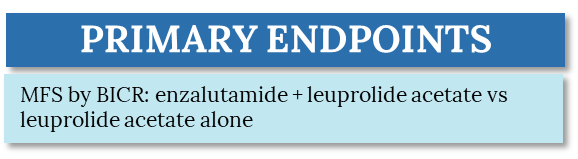 PRIMARY ENDPOINTS
MFS by BICR: enzalutamide + leuprolide acetate vs
leuprolide acetate alone